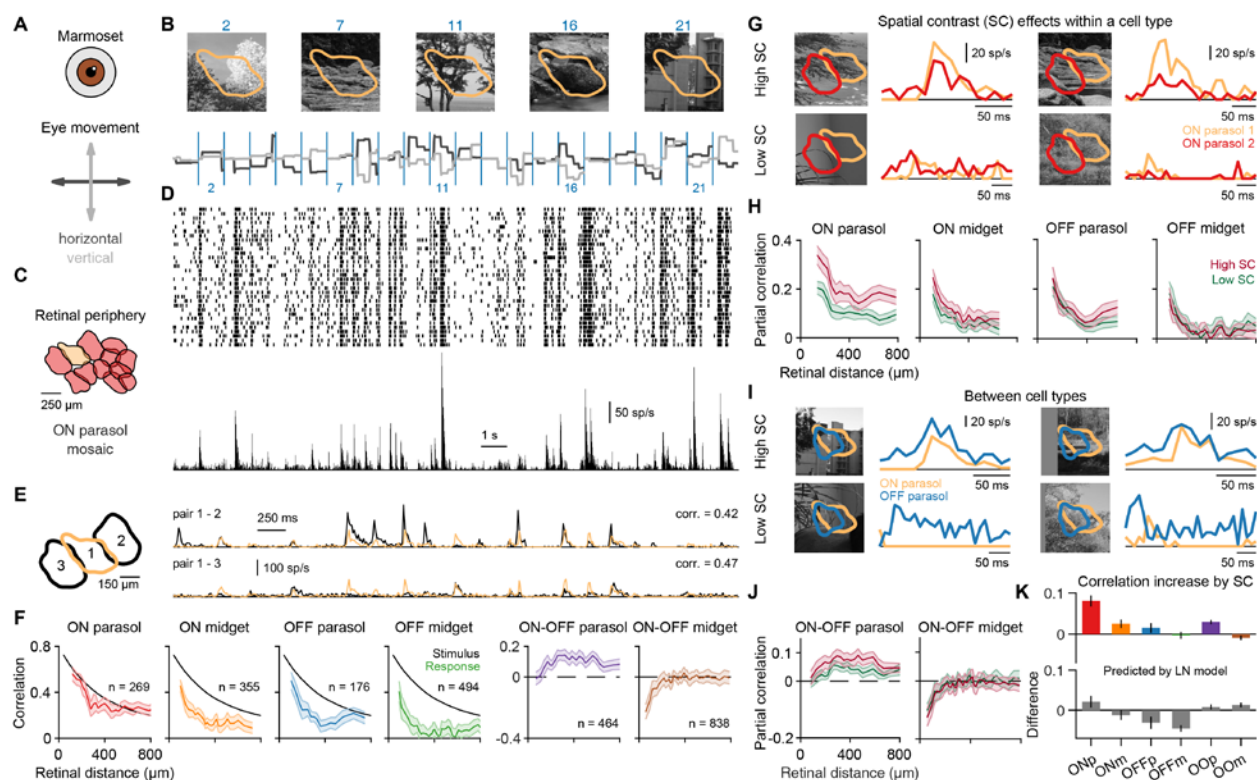 A
Marmoset
Eye movement
horizontal
vertical
B
2 7 11 16 21
2 7 11 16 21
C
Retinal periphery
250 µm
ON parasol
mosaic
D
50 sp/s
1 s
E
1
2
3
150 µm
pair 1 - 2
250 ms
corr. = 0.42
pair 1 - 3
100 sp/s
corr. = 0.47
F
ON parasol
ON midget
OFF parasol
OFF midget
ON-OFF parasol
ON-OFF midget
Correlation
0.8
0.4
0
n = 269
n = 355
n = 176
Stimulus
Response
n = 494
0.2
0
-0.4
n = 464
n = 838
0 400 800
Retinal distance (µm)
G
Spatial contrast (SC) effects within a cell type
High SC
Low SC
20 sp/s
50 ms
20 sp/s
50 ms
50 ms
ON parasol 1
ON parasol 2
50 ms
H
ON parasol
ON midget
OFF parasol
OFF midget
Partial correlation
0.4
0.2
0
High SC
Low SC
0 400 800
Retinal distance (µm)
I
Between cell types
High SC
Low SC
20 sp/s
50 ms
20 sp/s
50 ms
ON parasol
OFF parasol
50 ms
50 ms
J
ON-OFF parasol
ON-OFF midget
Partial correlation
0.1
0
-0.2
0 400 800
Retinal distance (µm)
K
Correlation increase by SC
0.1
0
Predicted by LN model
Difference
0.1
0
ONp
ONm
OFFp
OFFm
OOp
OOm